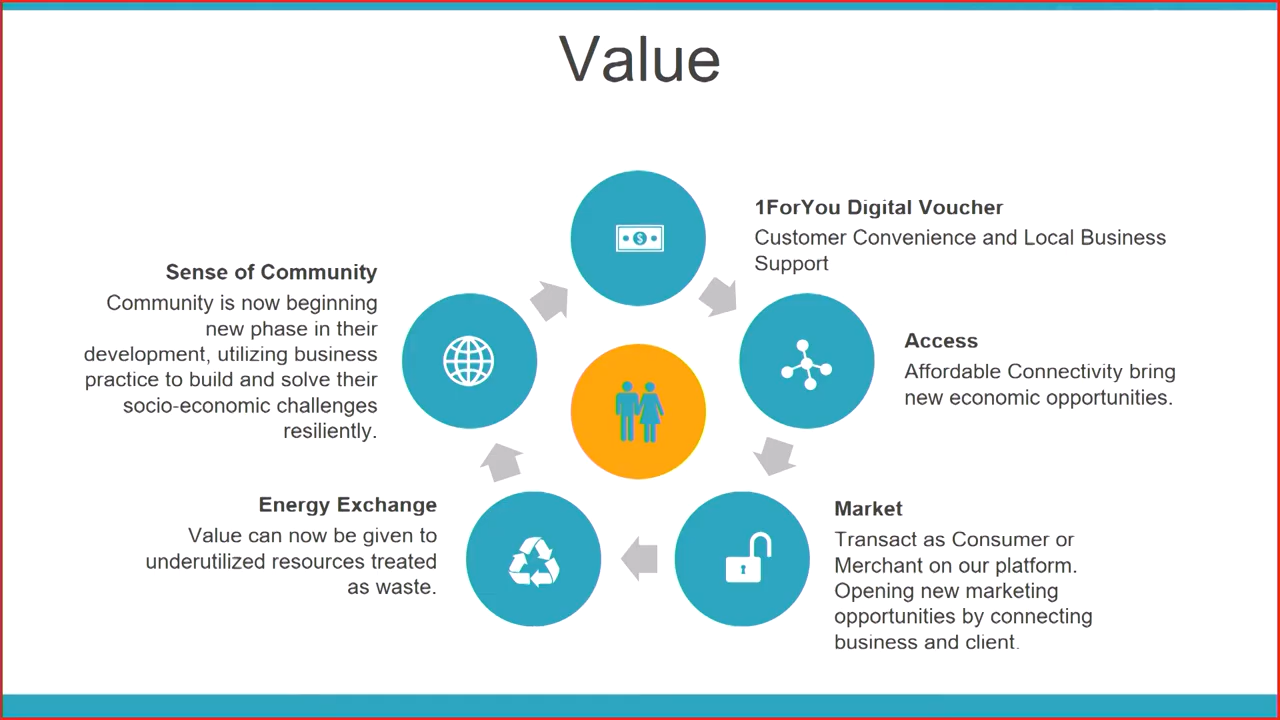 Value
1ForYou Digital Voucher
Customer Convenience and Local Business
Support
Access
Affordable Connectivity bring
new economic opportunities.
Market
Transact as Consumer or
Merchant on our platform.
Opening new marketing
opportunities by connecting
business and client.
Energy Exchange
Value can now be given to
underutilized resources treated
as waste.
Sense of Community
Community is now beginning
new phase in their
development, utilizing business
practice to build and solve their
socio-economic challenges
resiliently.